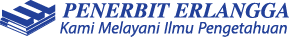 PENERBIT ERLANGGA
Kami Melayani Ilmu Pengetahuan